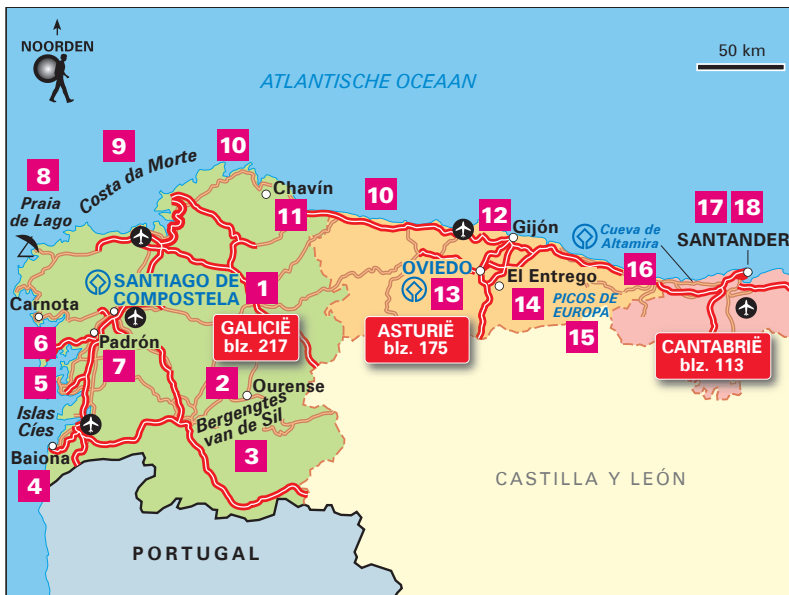 NOORDEN
50 km
ATLANTISCHE OCEAAN
9
10
8
Costa da Morte
Praia
de Lago
Chavín
10
11
12
Gijón
17 18
Cueva de
Altamira
SANTANDER
16
SANTIAGO DE
COMPOSTELA
1
OVIEDO
13
El Entrego
14
PICOS DE
EUROPA
15
Carnota
6
Padrón
7
GALICIË
blz. 217
ASTURIË
blz. 175
CANTABRIË
blz. 113
5
2
Ourense
Islas
Cíes
Bergengtes
van de Sil
3
Baiona
4
CASTILLA Y LEÓN
PORTUGAL